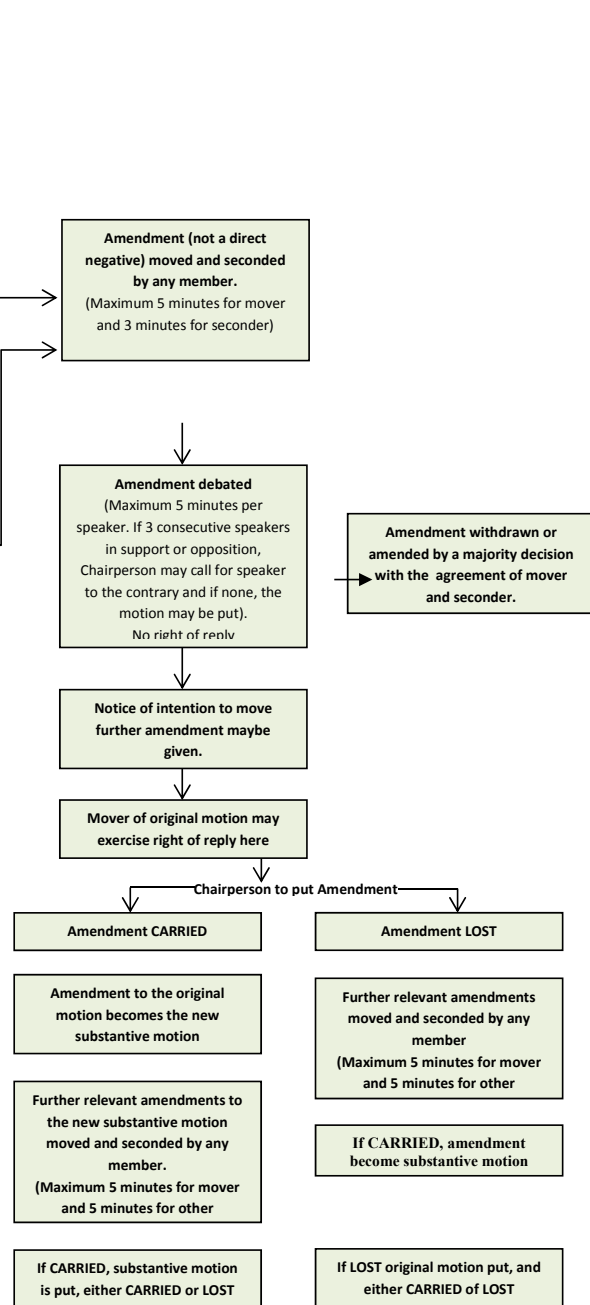 Amendment (not a direct
negative) moved and seconded
by any member.
(Maximum 5 minutes for mover
and 3 minutes for seconder)
Amendment debated
(Maximum 5 minutes per
speaker. If 3 consecutive speakers
in support or opposition,
Chairperson may call for speaker
to the contrary and if none, the
motion may be put).
No right of reply
Amendment withdrawn or
amended by a majority decision
with the agreement of mover
and seconder.
Notice of intention to move
further amendment maybe
given.
Mover of original motion may
exercise right of reply here
Chairperson to put Amendment
Amendment CARRIED
Amendment LOST
Amendment to the original
motion becomes the new
substantive motion
Further relevant amendments
moved and seconded by any
member
(Maximum 5 minutes for mover
and 5 minutes for other
Further relevant amendments to
the new substantive motion
moved and seconded by any
member.
(Maximum 5 minutes for mover
and 5 minutes for other
If CARRIED, amendment
become substantive motion
If CARRIED, substantive motion
is put, either CARRIED or LOST
If LOST original motion put, and
either CARRIED of LOST